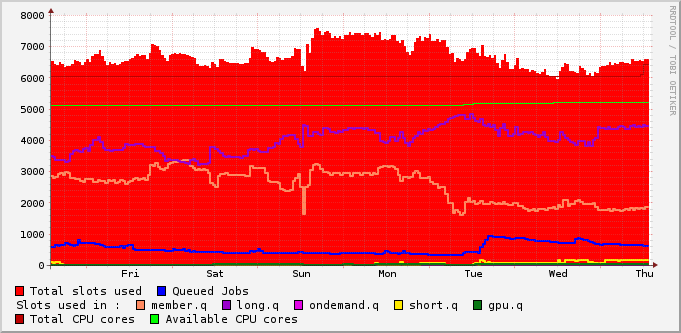 RRDTOOL / TOBI OETIKER
8000
7000
6000
5000
4000
3000
2000
1000
0
Fri Sat Sun Mon Tue Wed Thu
Total slots used Queued Jobs
Slots used in : member.q long.q ondemand.q short.q gpu.q
Total CPU cores Available CPU cores